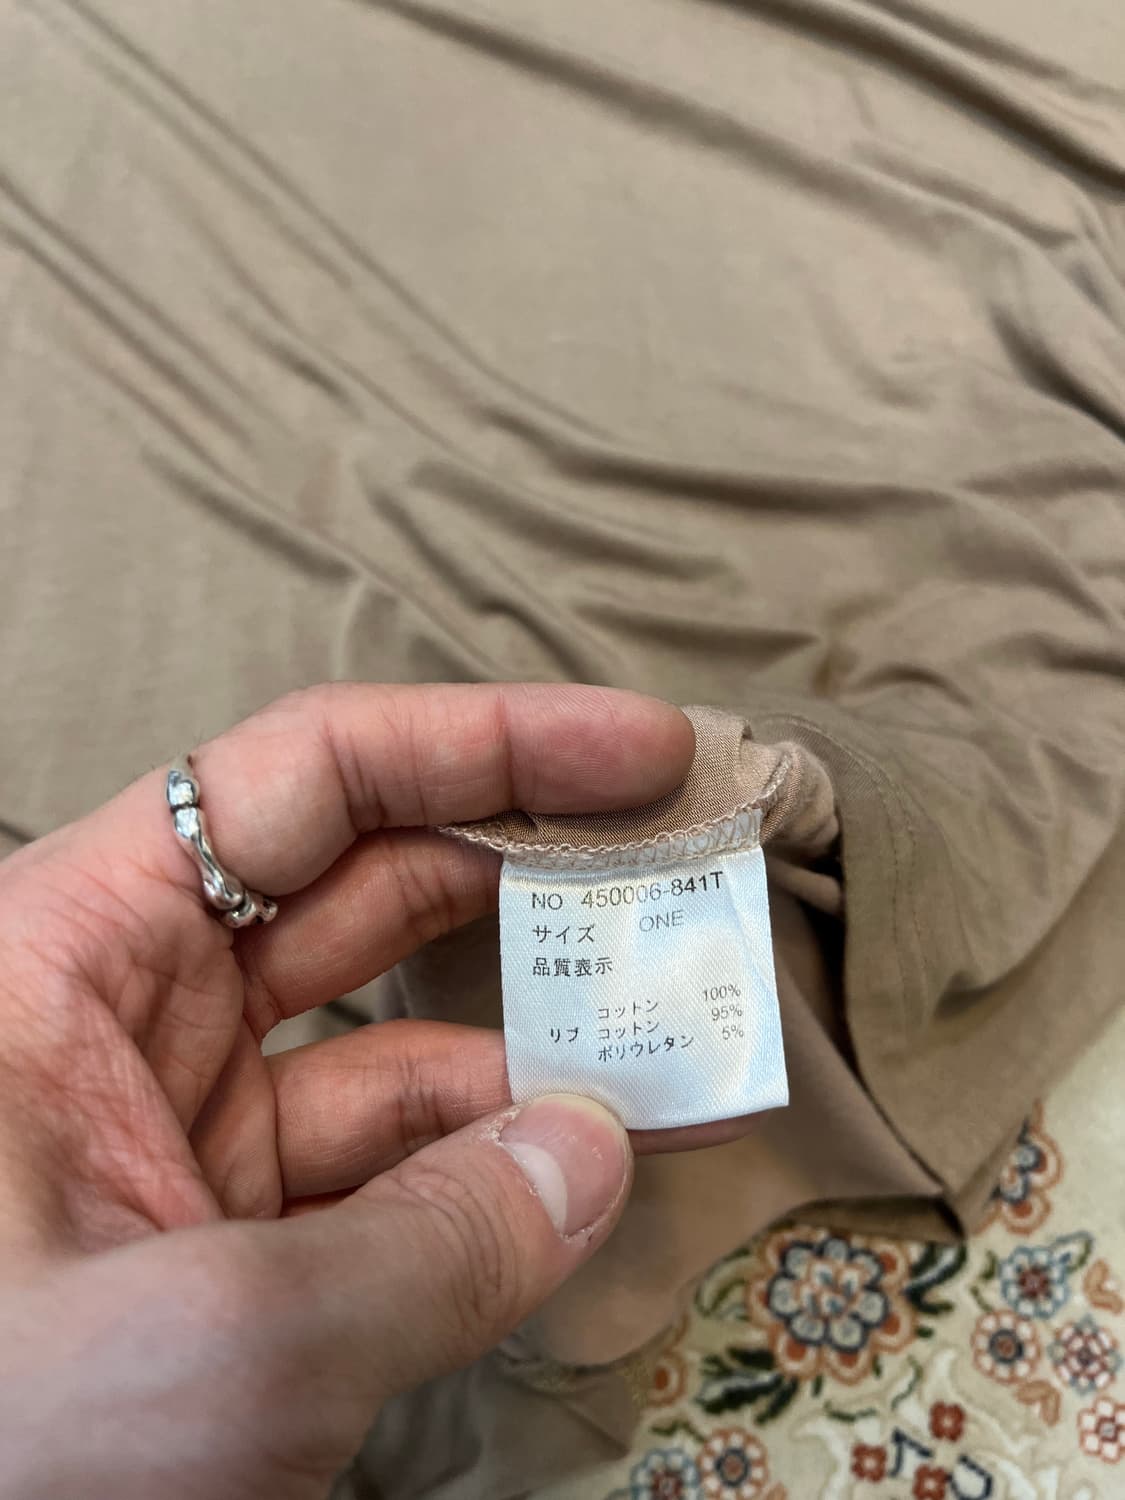 NO 450006-841T
サイズ ONE
品質表示
コットン 100%
リブ コットン 95%
ポリウレタン 5%